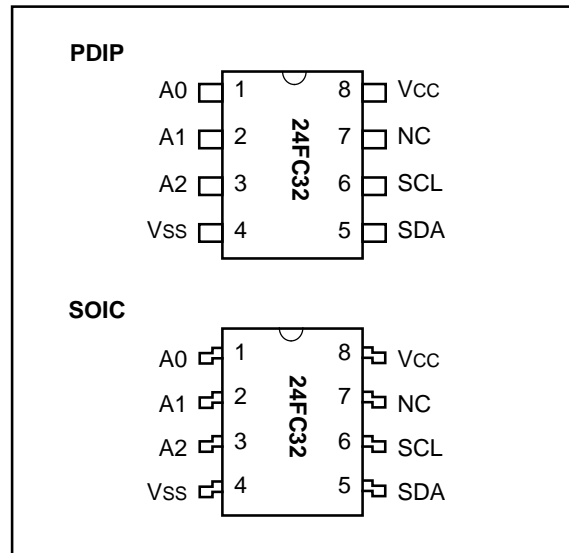 PDIP
A0 1 8 VCC
A1 2 7 NC
A2 3 6 SCL
VSS 4 5 SDA
24FC32
SOIC
A0 1 8 VCC
A1 2 7 NC
A2 3 6 SCL
VSS 4 5 SDA
24FC32